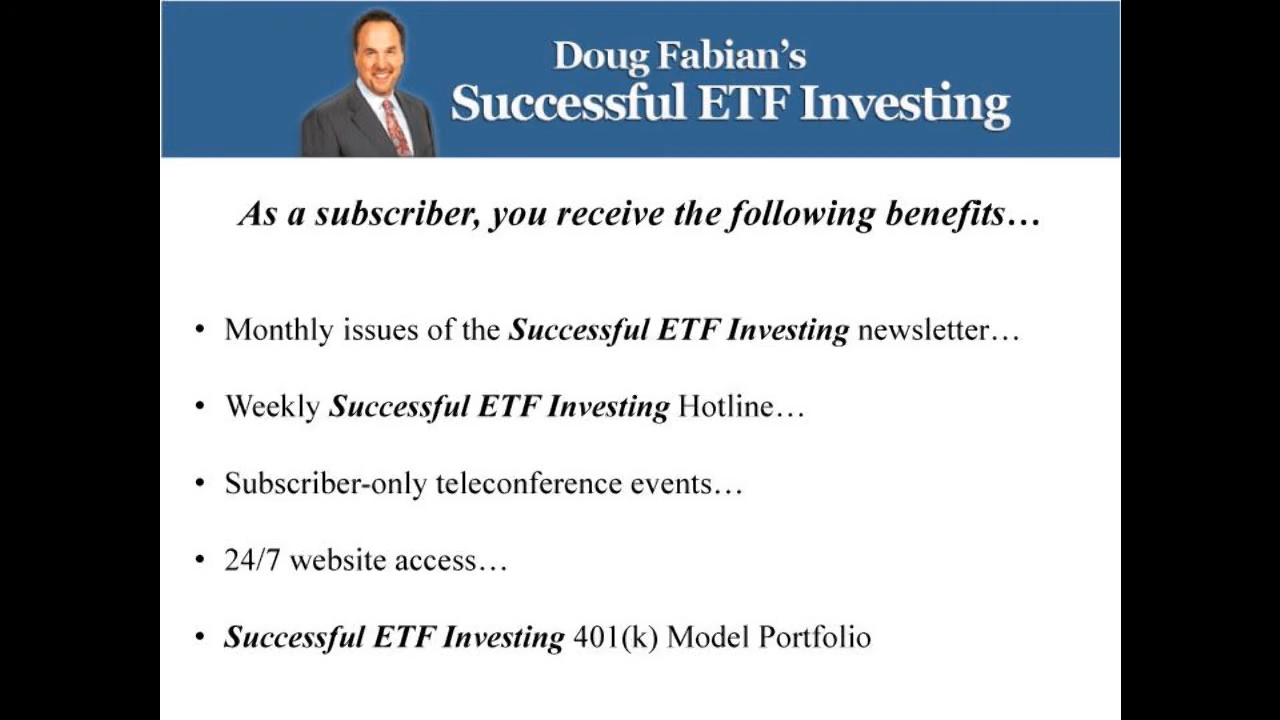 Doug Fabian's
Successful ETF Investing
As a subscriber, you receive the following benefits…
• Monthly issues of the Successful ETF Investing newsletter…
• Weekly Successful ETF Investing Hotline…
• Subscriber-only teleconference events…
• 24/7 website access…
• Successful ETF Investing 401(k) Model Portfolio